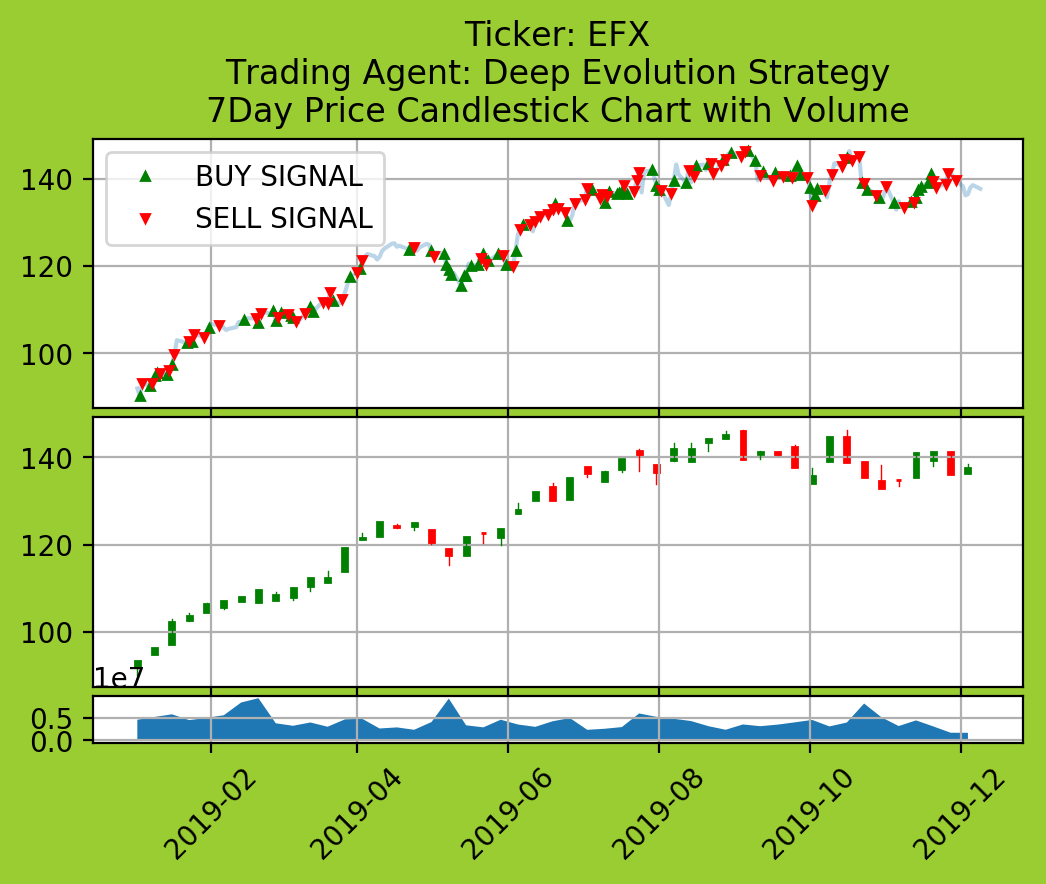 Ticker: EFX
Trading Agent: Deep Evolution Strategy
7Day Price Candlestick Chart with Volume
BUY SIGNAL
SELL SIGNAL
140
120
100
140
120
100
1e7
0.5
0.0
2019-02
2019-04
2019-06
2019-08
2019-10
2019-12